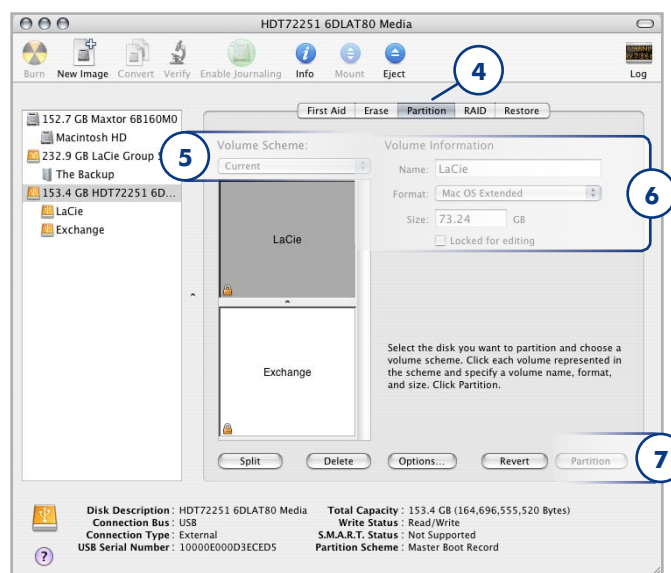 HDT72251 6DLAT80 Media
Burn New Image Convert Verify Enable Journaling Info Mount Eject Log
4
First Aid Erase Partition RAID Restore
152.7 GB Maxtor 6B160M0
Macintosh HD
232.9 GB LaCie Group
The Backup
153.4 GB HDT72251 6D...
LaCie
Exchange
5
Volume Scheme:
Current
LaCie
Exchange
Volume Information
Name: LaCie
Format: Mac OS Extended
Size: 73.24 GB
Locked for editing
6
Select the disk you want to partition and choose a
volume scheme. Click each volume represented in
the scheme and specify a volume name, format,
and size. Click Partition.
Split Delete Options... Revert Partition
7
Disk Description : HDT72251 6DLAT80 Media
Connection Bus : USB
Connection Type : External
USB Serial Number : 10000E000D3ECED5
Total Capacity : 153.4 GB (164,696,555,520 Bytes)
Write Status : Read/Write
S.M.A.R.T. Status : Not Supported
Partition Scheme : Master Boot Record
?